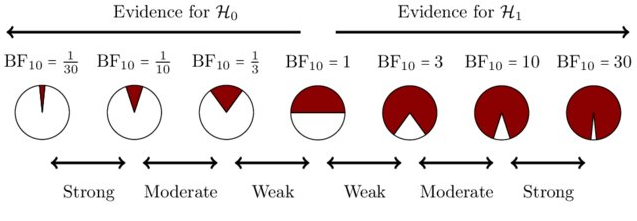 Evidence for H₀ Evidence for H₁
BF₁₀ = 1/30 BF₁₀ = 1/10 BF₁₀ = 1/3 BF₁₀ = 1 BF₁₀ = 3 BF₁₀ = 10 BF₁₀ = 30
Strong Moderate Weak Weak Moderate Strong